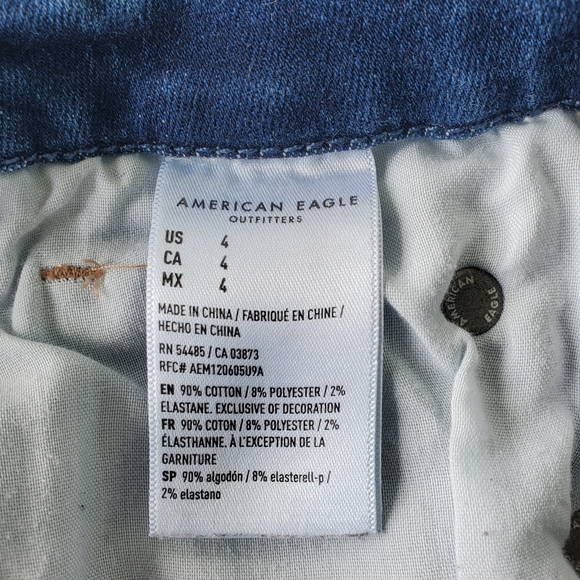 AMERICAN EAGLE
OUTFITTERS
US 4
CA 4
MX 4
MADE IN CHINA / FABRIQUÉ EN CHINE /
HECHO EN CHINA
RN 54485 / CA 03873
RFC# AEM120605U9A
EN 90% COTTON / 8% POLYESTER / 2%
ELASTANE. EXCLUSIVE OF DECORATION
FR 90% COTON / 8% POLYESTER / 2%
ÉLASTHANNE. À L'EXCEPTION DE LA
GARNITURE
SP 90% algodón / 8% elasterell-p /
2% elastano
AMERICAN EAGLE